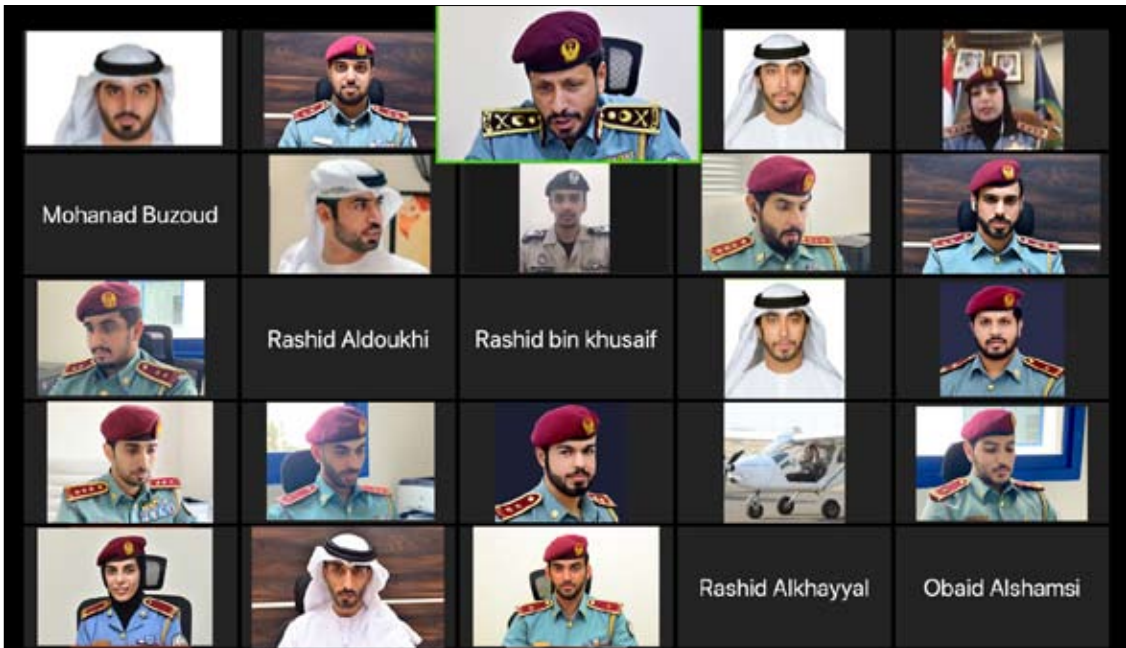 Mohanad Buzoud
Rashid Aldoukhi
Rashid bin khusaif
Rashid Alkhayyal
Obaid Alshamsi